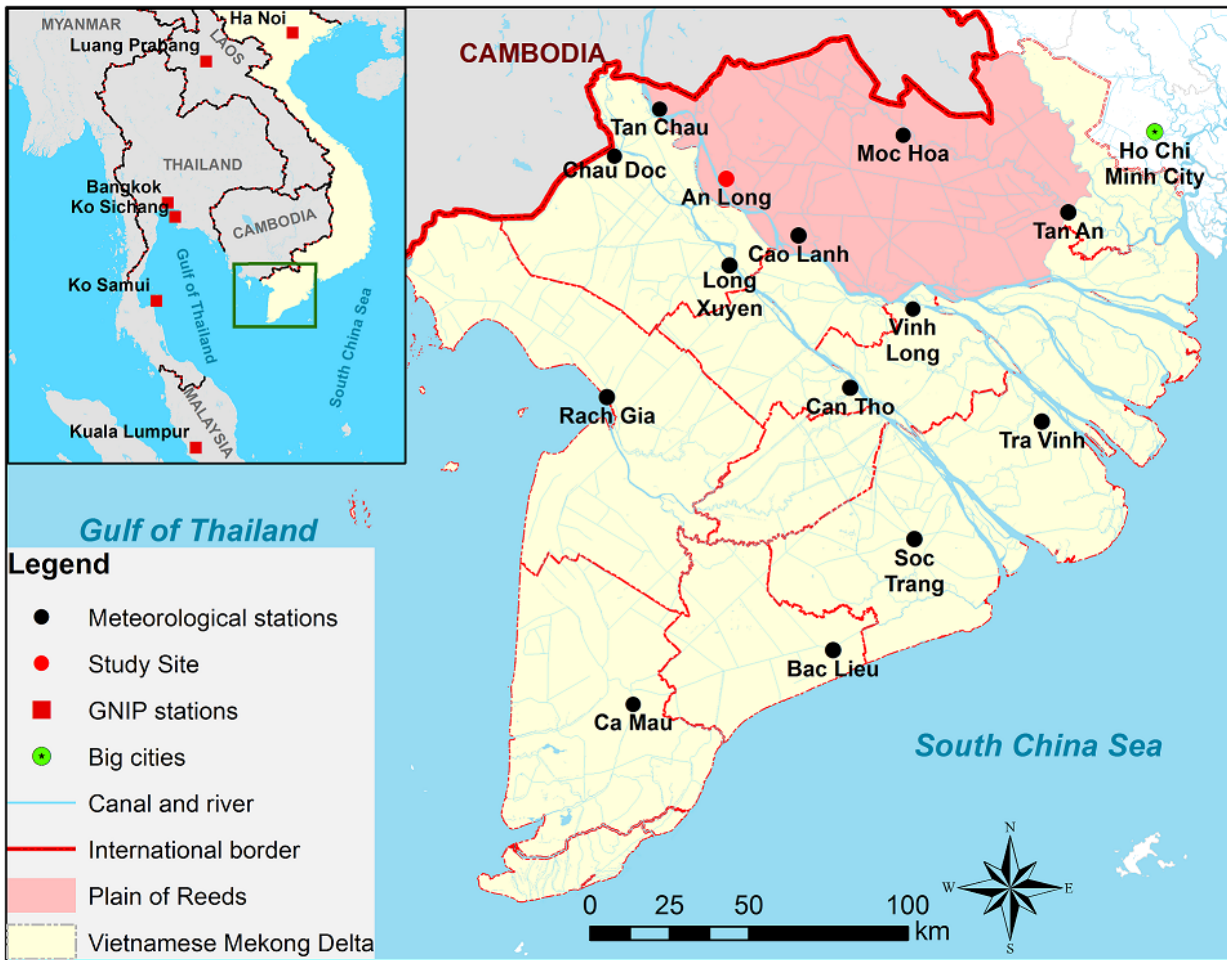 MYANMAR
Ha Noi
Luang Prabang
LAOS
THAILAND
Bangkok
Ko Sichang
CAMBODIA
Gulf of Thailand
Ko Samui
South China Sea
MALAYSIA
Kuala Lumpur
CAMBODIA
Tan Chau
Moc Hoa
Ho Chi
Minh City
Chau Doc
An Long
Tan An
Cao Lanh
Long
Xuyen
Vinh
Long
Can Tho
Rach Gia
Tra Vinh
Gulf of Thailand
Soc
Trang
Bac Lieu
Ca Mau
South China Sea
Legend
Meteorological stations
Study Site
GNIP stations
Big cities
Canal and river
International border
Plain of Reeds
Vietnamese Mekong Delta
0 25 50 100
km
N
W E
S